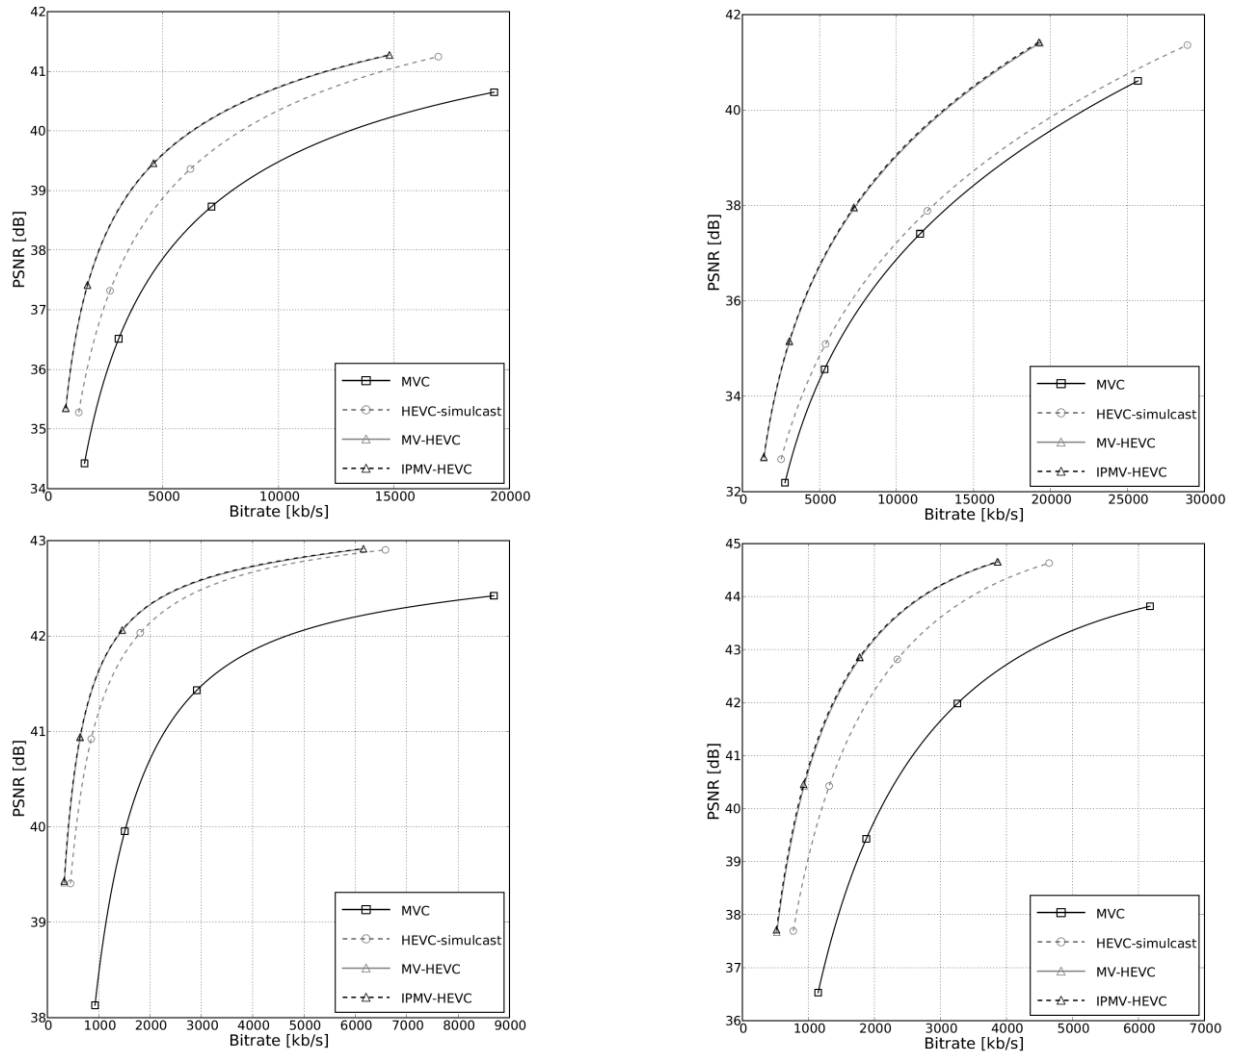 42
41
40
39
38
37
36
35
34
PSNR [dB]
0
5000
10000
15000
20000
Bitrate [kb/s]
MVC
HEVC-simulcast
MV-HEVC
IPMV-HEVC
42
40
38
36
34
32
PSNR [dB]
0
5000
10000
15000
20000
25000
30000
Bitrate [kb/s]
MVC
HEVC-simulcast
MV-HEVC
IPMV-HEVC
43
42
41
40
39
38
PSNR [dB]
0
1000
2000
3000
4000
5000
6000
7000
8000
9000
Bitrate [kb/s]
MVC
HEVC-simulcast
MV-HEVC
IPMV-HEVC
45
44
43
42
41
40
39
38
37
36
PSNR [dB]
0
1000
2000
3000
4000
5000
6000
7000
Bitrate [kb/s]
MVC
HEVC-simulcast
MV-HEVC
IPMV-HEVC